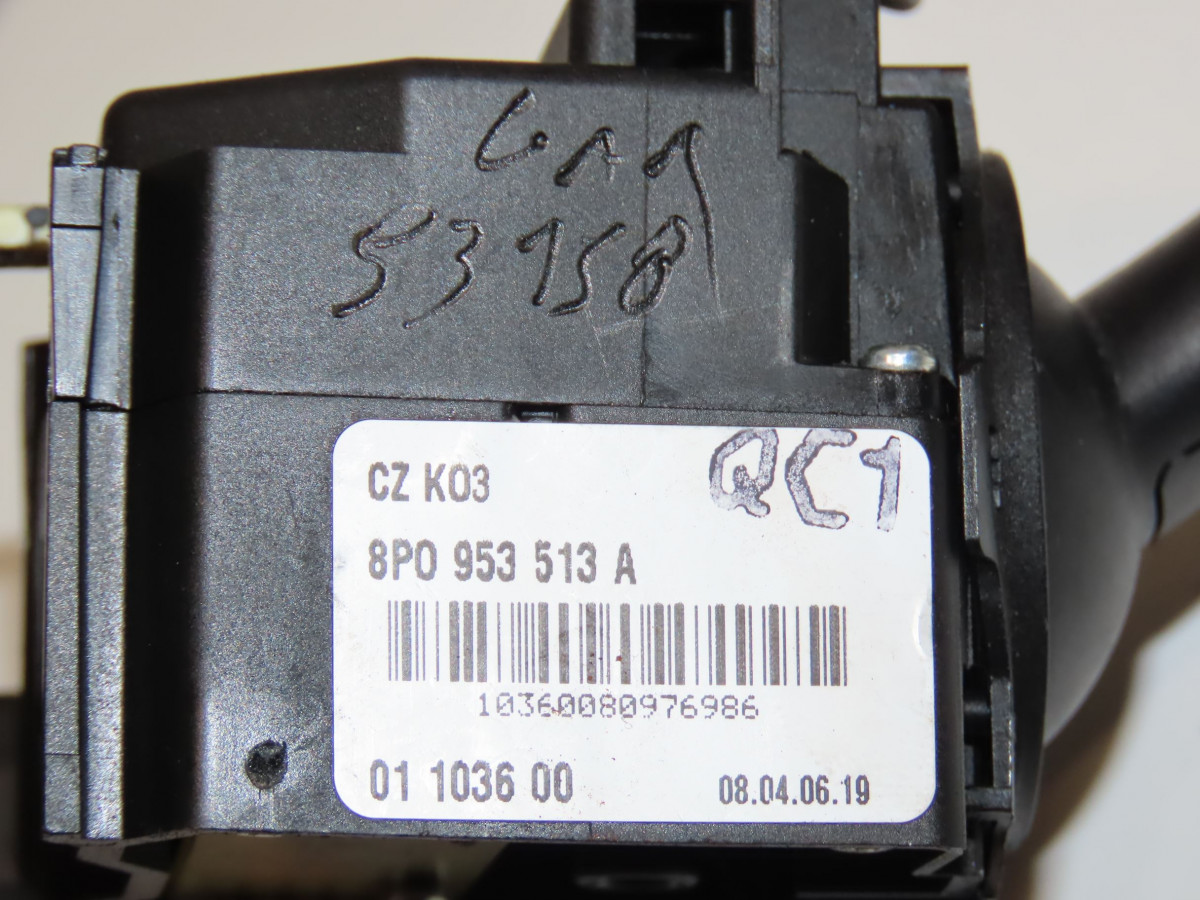 53158
CZ K03
QC1
8P0 953 513 A
10360080976986
01 1036 00
08.04.06.19